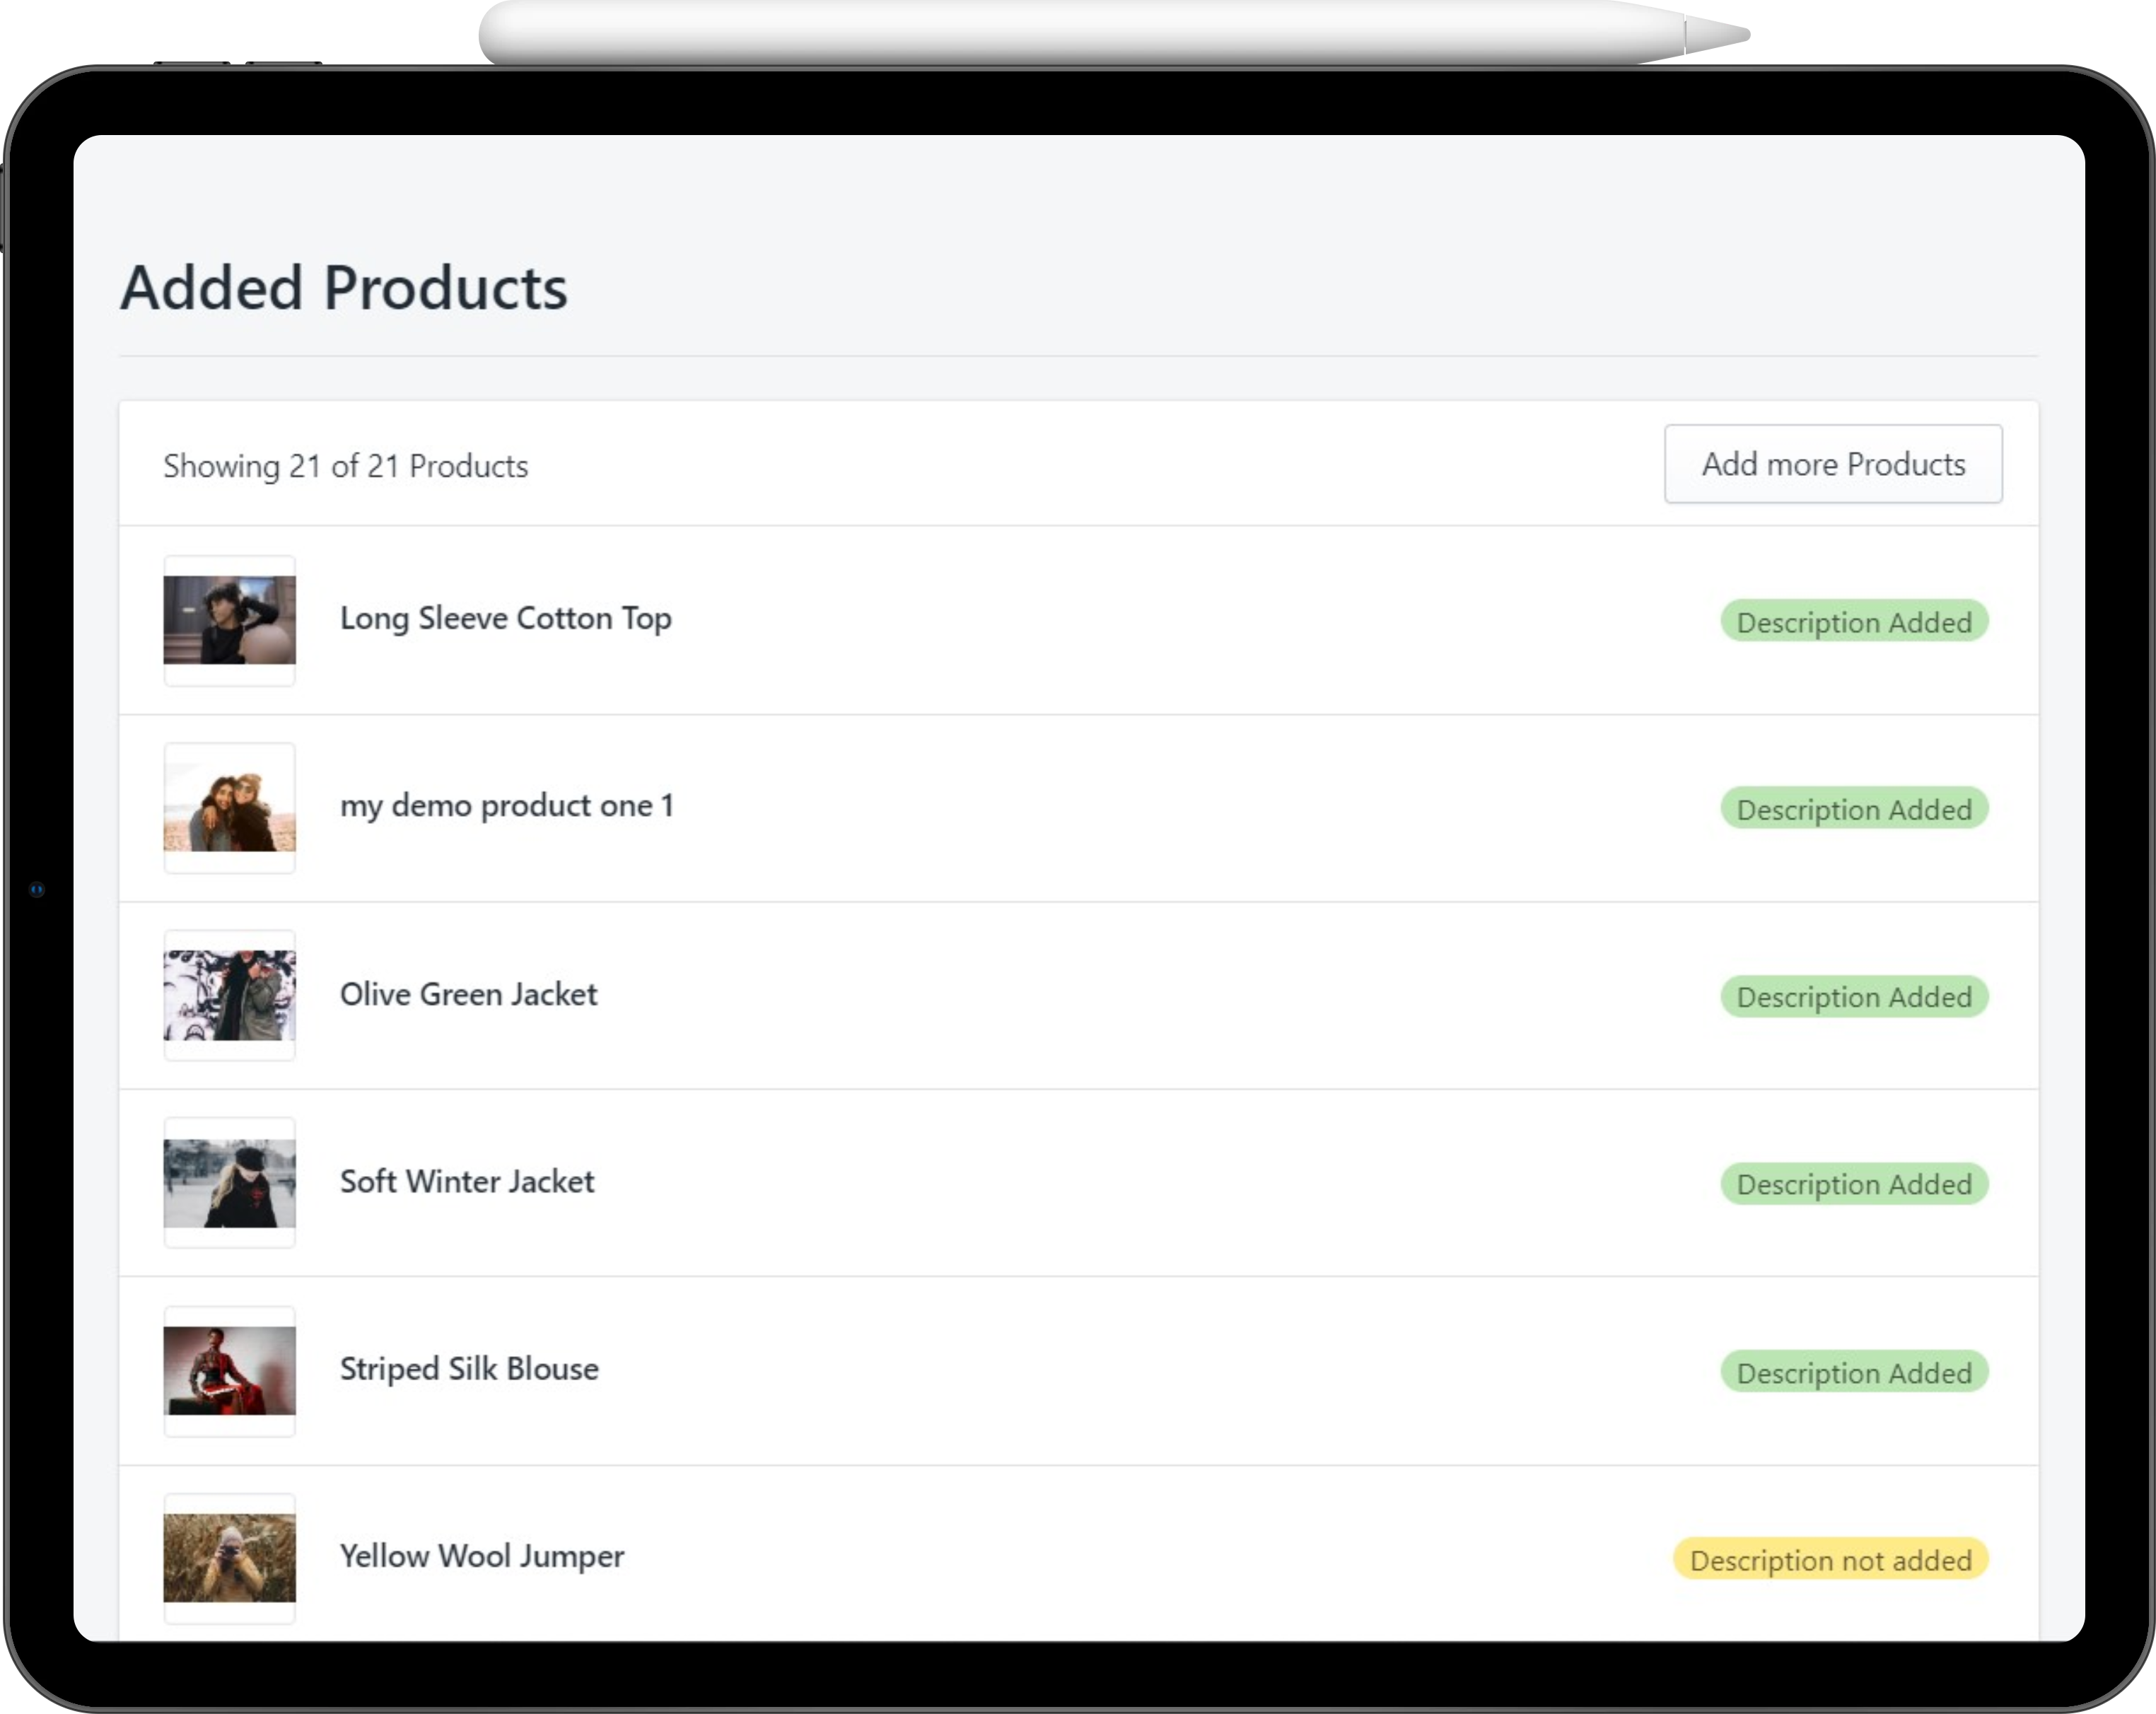 Added Products
Showing 21 of 21 Products
Add more Products
Long Sleeve Cotton Top
Description Added
my demo product one 1
Description Added
Olive Green Jacket
Description Added
Soft Winter Jacket
Description Added
Striped Silk Blouse
Description Added
Yellow Wool Jumper
Description not added